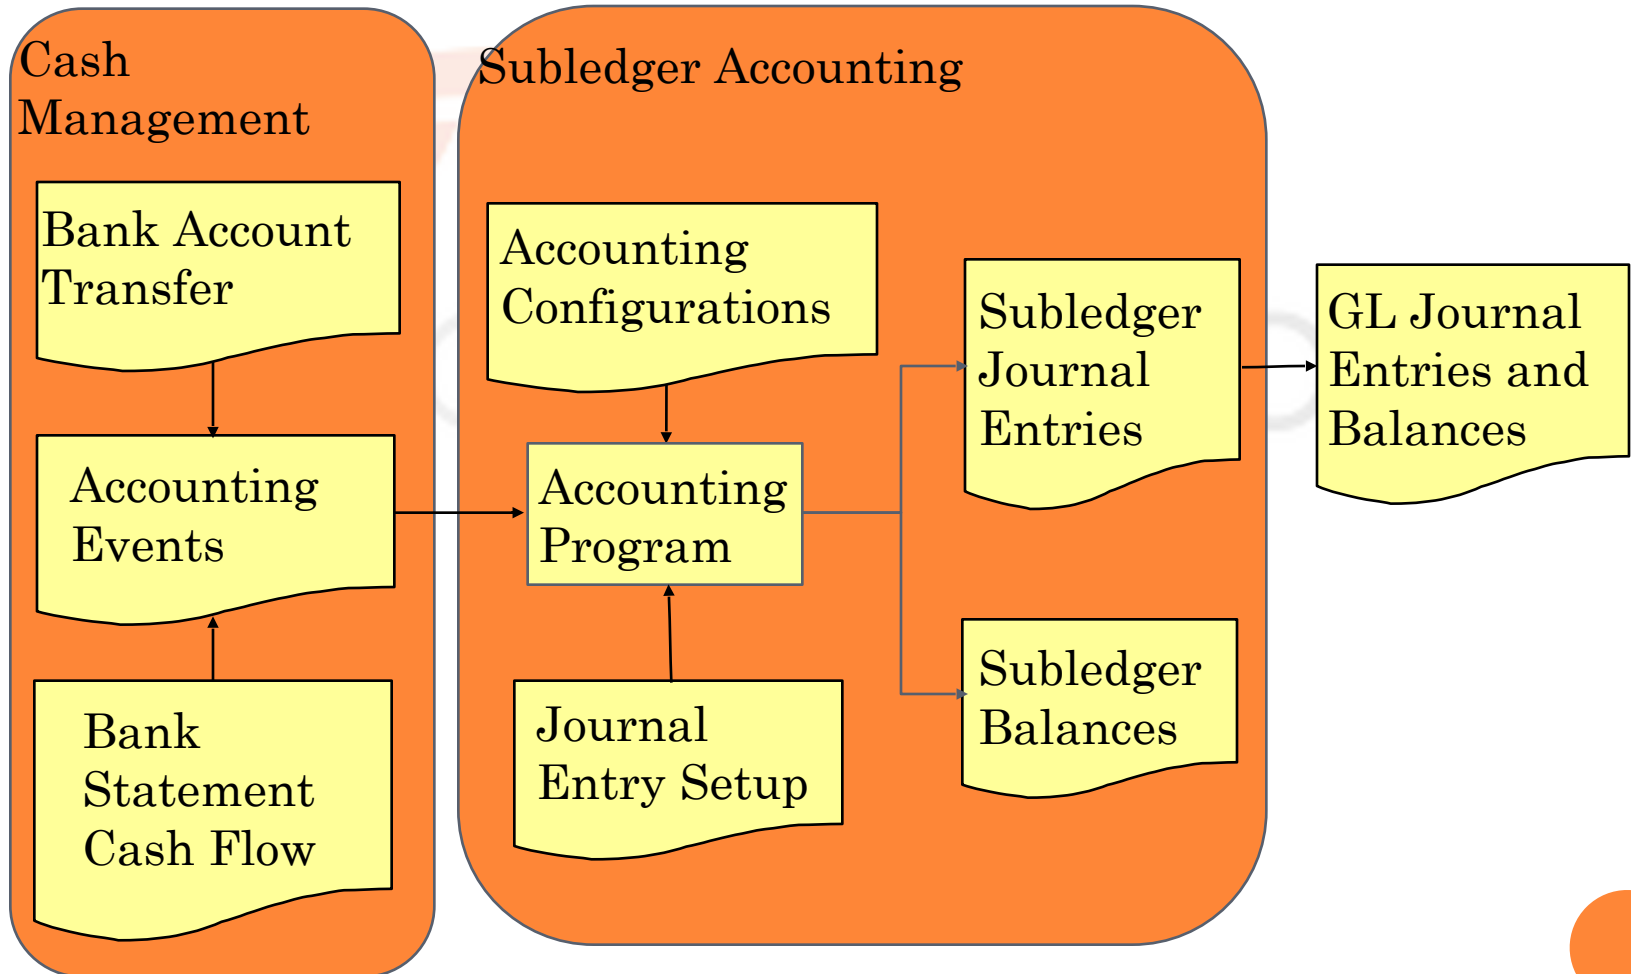 Cash
Management
Subledger Accounting
Bank Account
Transfer
Accounting
Events
Bank
Statement
Cash Flow
Accounting
Configurations
Accounting
Program
Journal
Entry Setup
Subledger
Journal
Entries
Subledger
Balances
GL Journal
Entries and
Balances